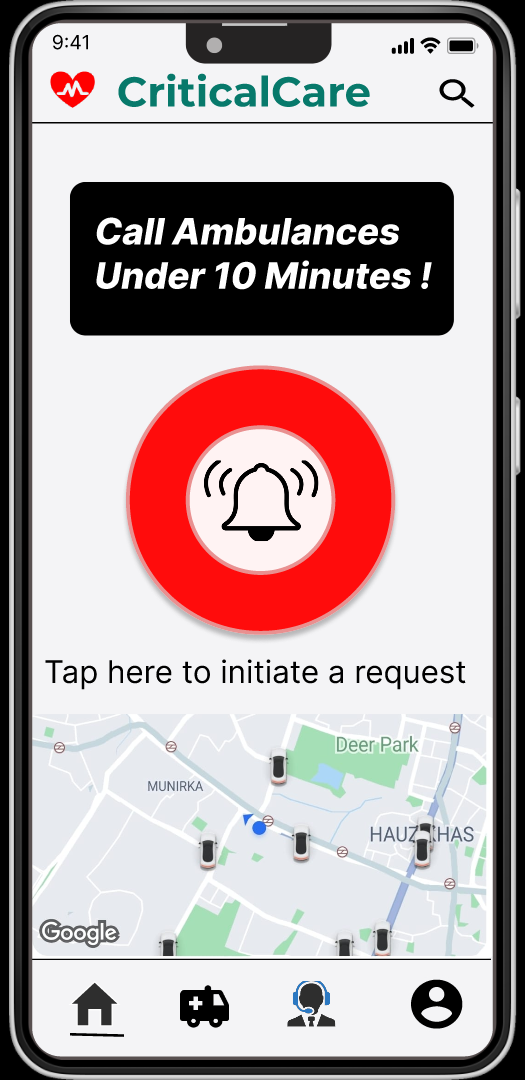 9:41
CriticalCare
Call Ambulances
Under 10 Minutes !
Tap here to initiate a request
Deer Park
MUNIRKA
HAUZ KHAS
Google